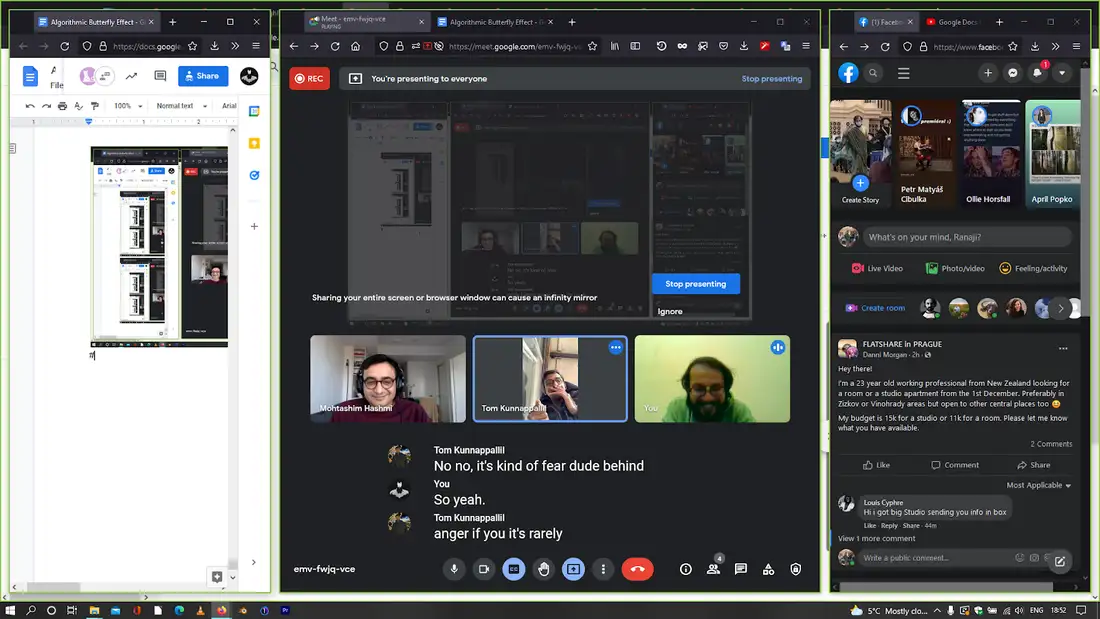 Algorithmic Butterfly Effect - G
https://docs.google.
File
Share
100%
Normal text
Arial
1
1
2
#
Meet - emv-fwjq-vce
PLAYING
Algorithmic Butterfly Effect - D
https://meet.google.com/emv-fwjq-v
REC
You're presenting to everyone
Stop presenting
Stop presenting
Sharing your entire screen or browser window can cause an infinity mirror
Ignore
Mohtashim Hashmi
Tom Kunnappallil
You
Tom Kunnappallil
No no, it's kind of fear dude behind
You
So yeah.
Tom Kunnappallil
anger if you it's rarely
emv-fwjq-vce
4
(1) Faceb
Google Docs
https://www.facebo
1
Create Story
première! :)
Petr Matyáš Cibulka
Ollie Horsfall
April Popko
What's on your mind, Ranaji?
Live Video
Photo/video
Feeling/activity
Create room
FLATSHARE in PRAGUE
Danni Morgan · 2h ·
Hey there!
I'm a 23 year old working professional from New Zealand looking for
a room or a studio apartment from the 1st December. Preferably in
Zizkov or Vinohrady areas but open to other central places too 😊
My budget is 15k for a studio or 11k for a room. Please let me know
what you have available.
2 Comments
Like
Comment
Share
Most Applicable
Louis Cyphre
Hi i got big Studio sending you info in box
Like · Reply · Share · 44m
View 1 more comment
Write a public comment...
5°C Mostly clo...
ENG
18:52